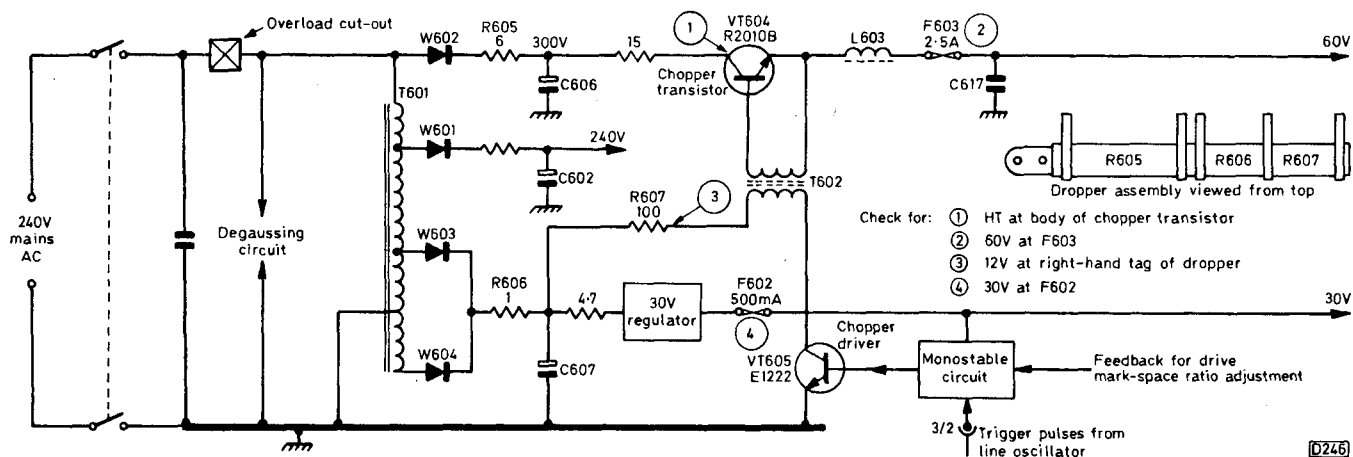 Overload cut-out
W602
R605
6
300V
15
1
VT604
R2010B
L603
F603
2·5A
2
60V
C606
Chopper
transistor
C617
T601
W601
240V
C602
T602
R605
R606
R607
Dropper assembly viewed from top
240V
mains
AC
Degaussing
circuit
R607
100
3
Check for:
1 HT at body of chopper transistor
2 60V at F603
3 12V at right-hand tag of dropper
4 30V at F602
W603
R606
1
4·7
30V
regulator
F602
500mA
4
30V
W604
C607
Chopper
driver
VT605
E1222
Monostable
circuit
Feedback for drive
mark-space ratio adjustment
3/2
Trigger pulses from
line oscillator
D246